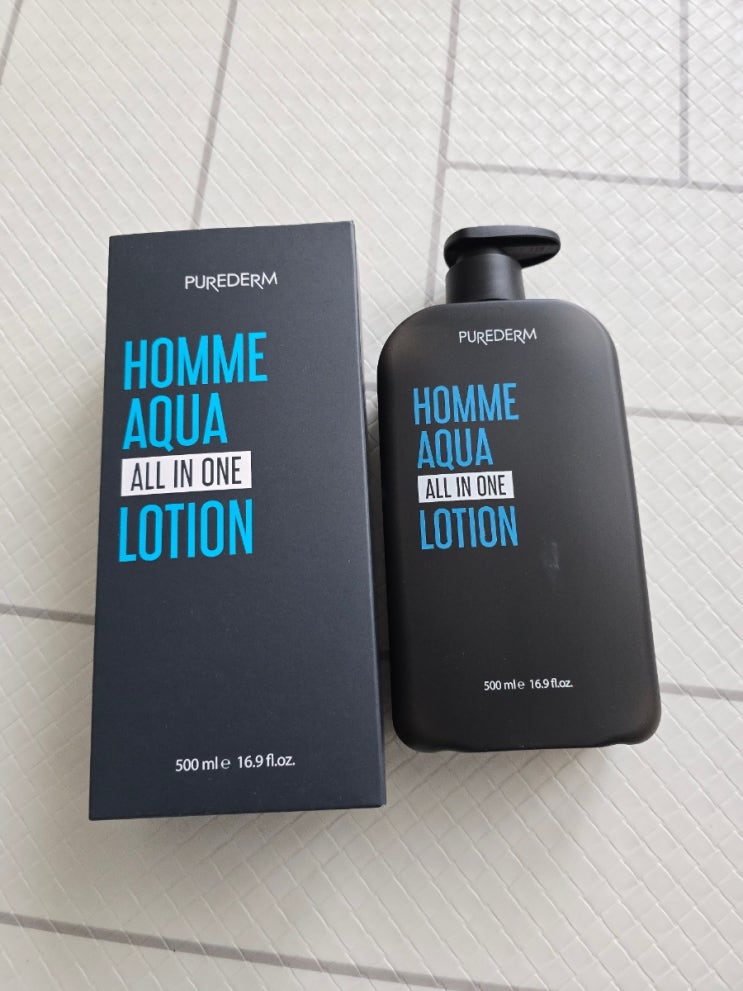 PUREDERM
HOMME
AQUA
ALL IN ONE
LOTION
500 ml ℮ 16.9 fl.oz.
PUREDERM
HOMME
AQUA
ALL IN ONE
LOTION
500 ml ℮ 16.9 fl.oz.